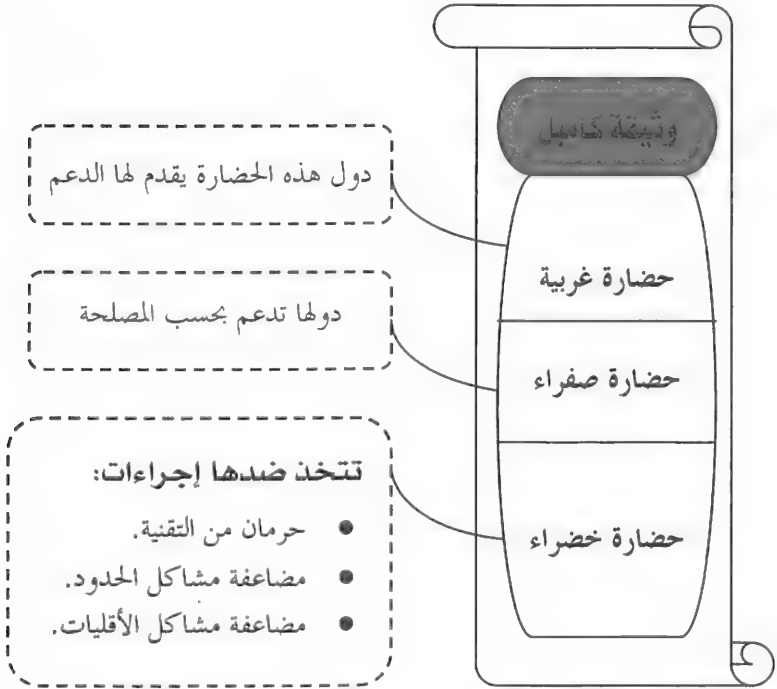 وثيقة كامبل
حضارة غربية
دول هذه الحضارة يقدم لها الدعم
حضارة صفراء
دولها تدعم بحسب المصلحة
حضارة خضراء
تتخذ ضدها إجراءات:
● حرمان من التقنية.
● مضاعفة مشاكل الحدود.
● مضاعفة مشاكل الأقليات.